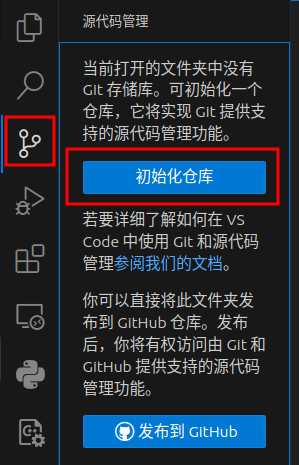 源代码管理
当前打开的文件夹中没有
Git 存储库。可初始化一个
仓库，它将实现 Git 提供支
持的源代码管理功能。
初始化仓库
若要详细了解如何在 VS
Code 中使用 Git 和源代码
管理参阅我们的文档。
你可以直接将此文件夹发
布到 GitHub 仓库。发布
后，你将有权访问由 Git 和
GitHub 提供支持的源代码
管理功能。
发布到 GitHub